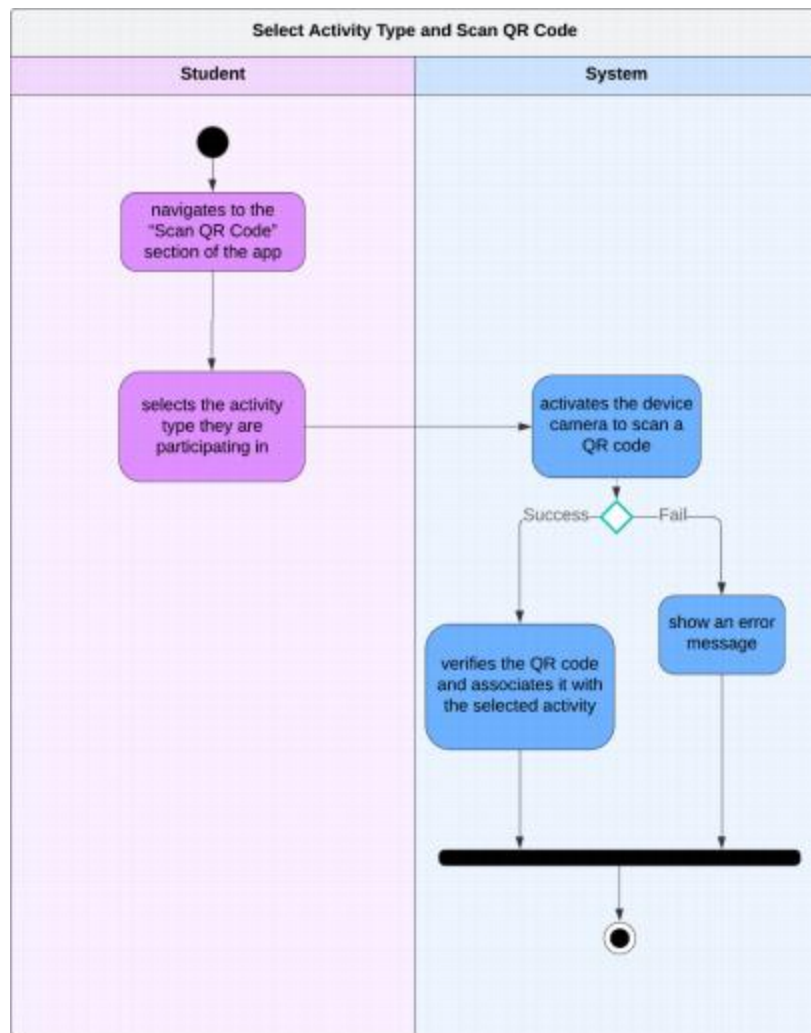 Select Activity Type and Scan QR Code
Student
System
navigates to the
“Scan QR Code”
section of the app
selects the activity
type they are
participating in
activates the device
camera to scan a
QR code
Success
Fail
show an error
message
verifies the QR code
and associates it with
the selected activity